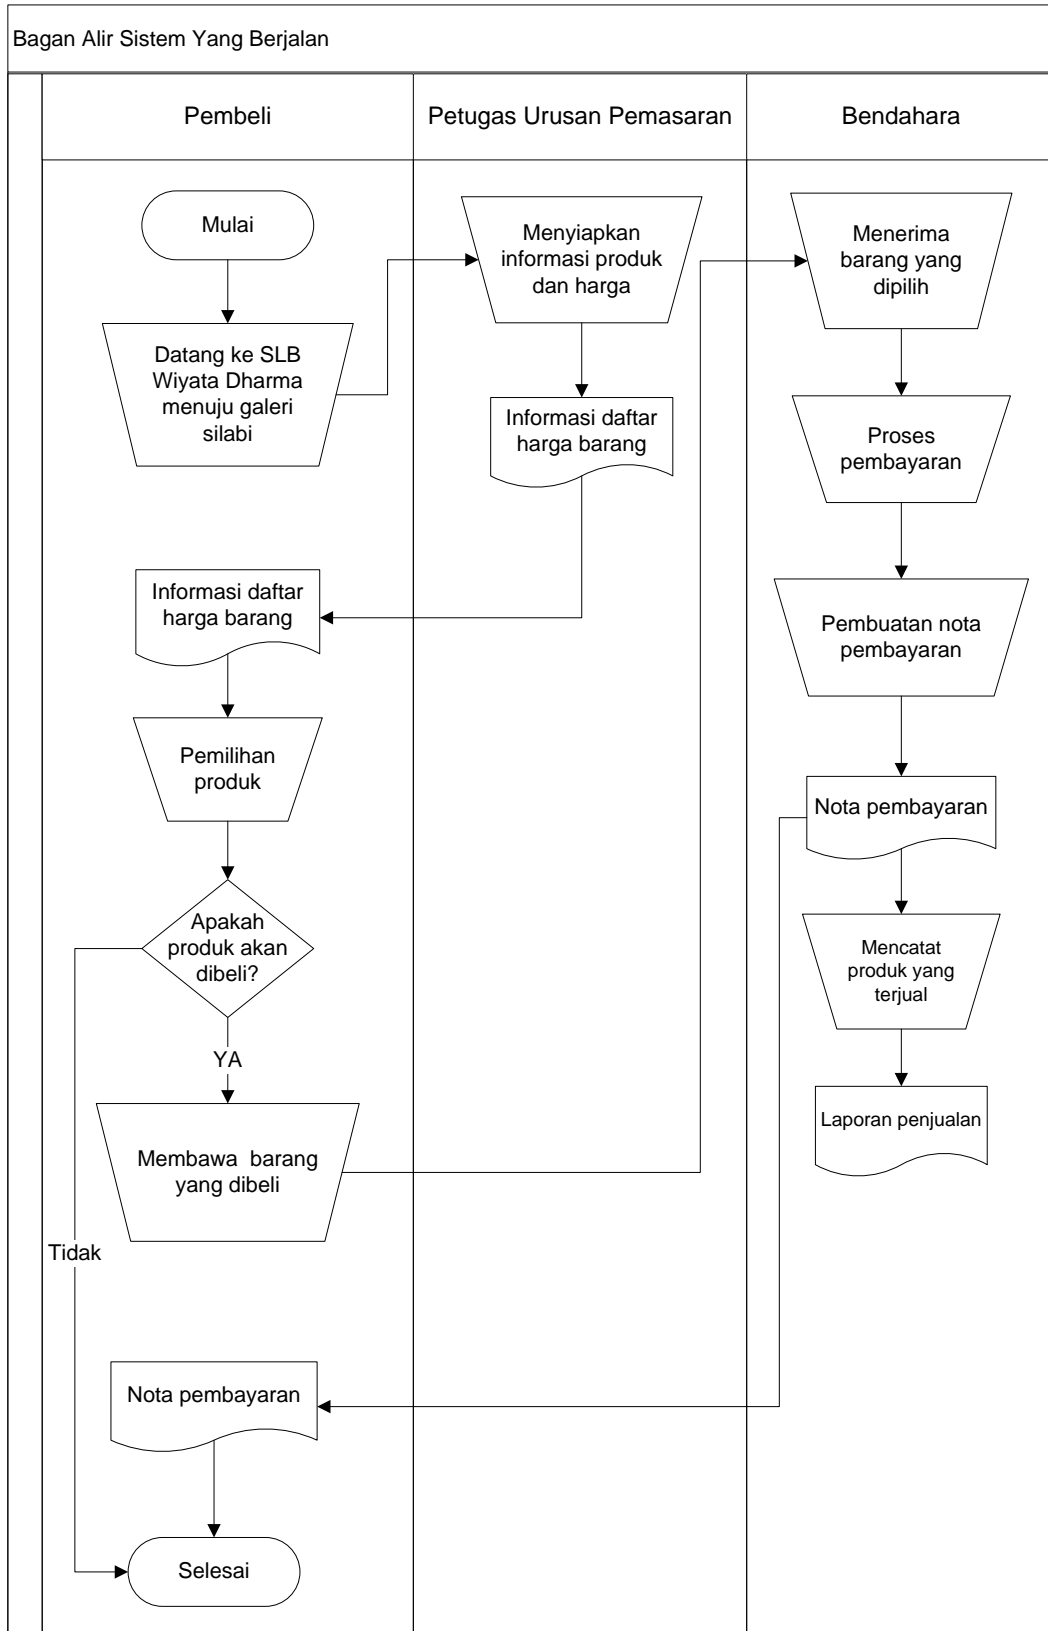 Bagan Alir Sistem Yang Berjalan
Pembeli
Petugas Urusan Pemasaran
Bendahara
Mulai
Datang ke SLB
Wiyata Dharma
menuju galeri
silabi
Menyiapkan
informasi produk
dan harga
Informasi daftar
harga barang
Informasi daftar
harga barang
Pemilihan
produk
Apakah
produk akan
dibeli?
YA
Tidak
Membawa  barang
yang dibeli
Menerima
barang yang
dipilih
Proses
pembayaran
Pembuatan nota
pembayaran
Nota pembayaran
Mencatat
produk yang
terjual
Laporan penjualan
Nota pembayaran
Selesai